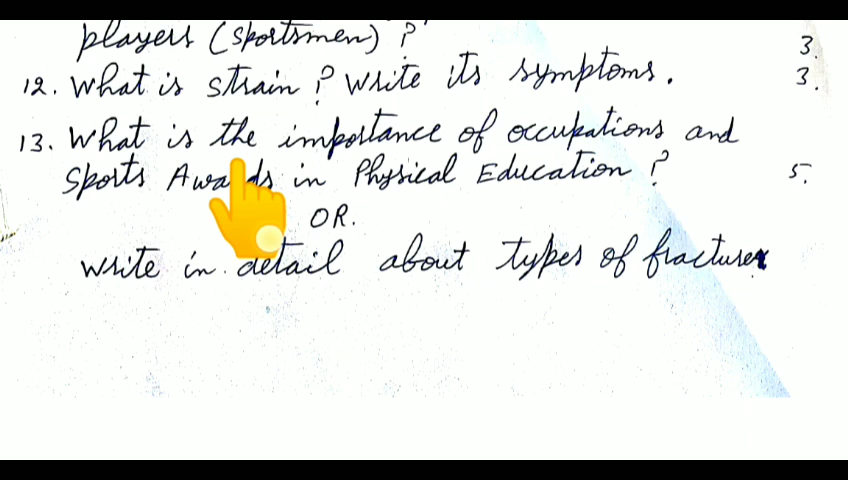 players (sportsmen) ? 3.
12. What is strain ? Write its symptoms. 3.
13. What is the importance of occupations and
Sports Awards in Physical Education ? 5.
OR.
Write in detail about types of fracture